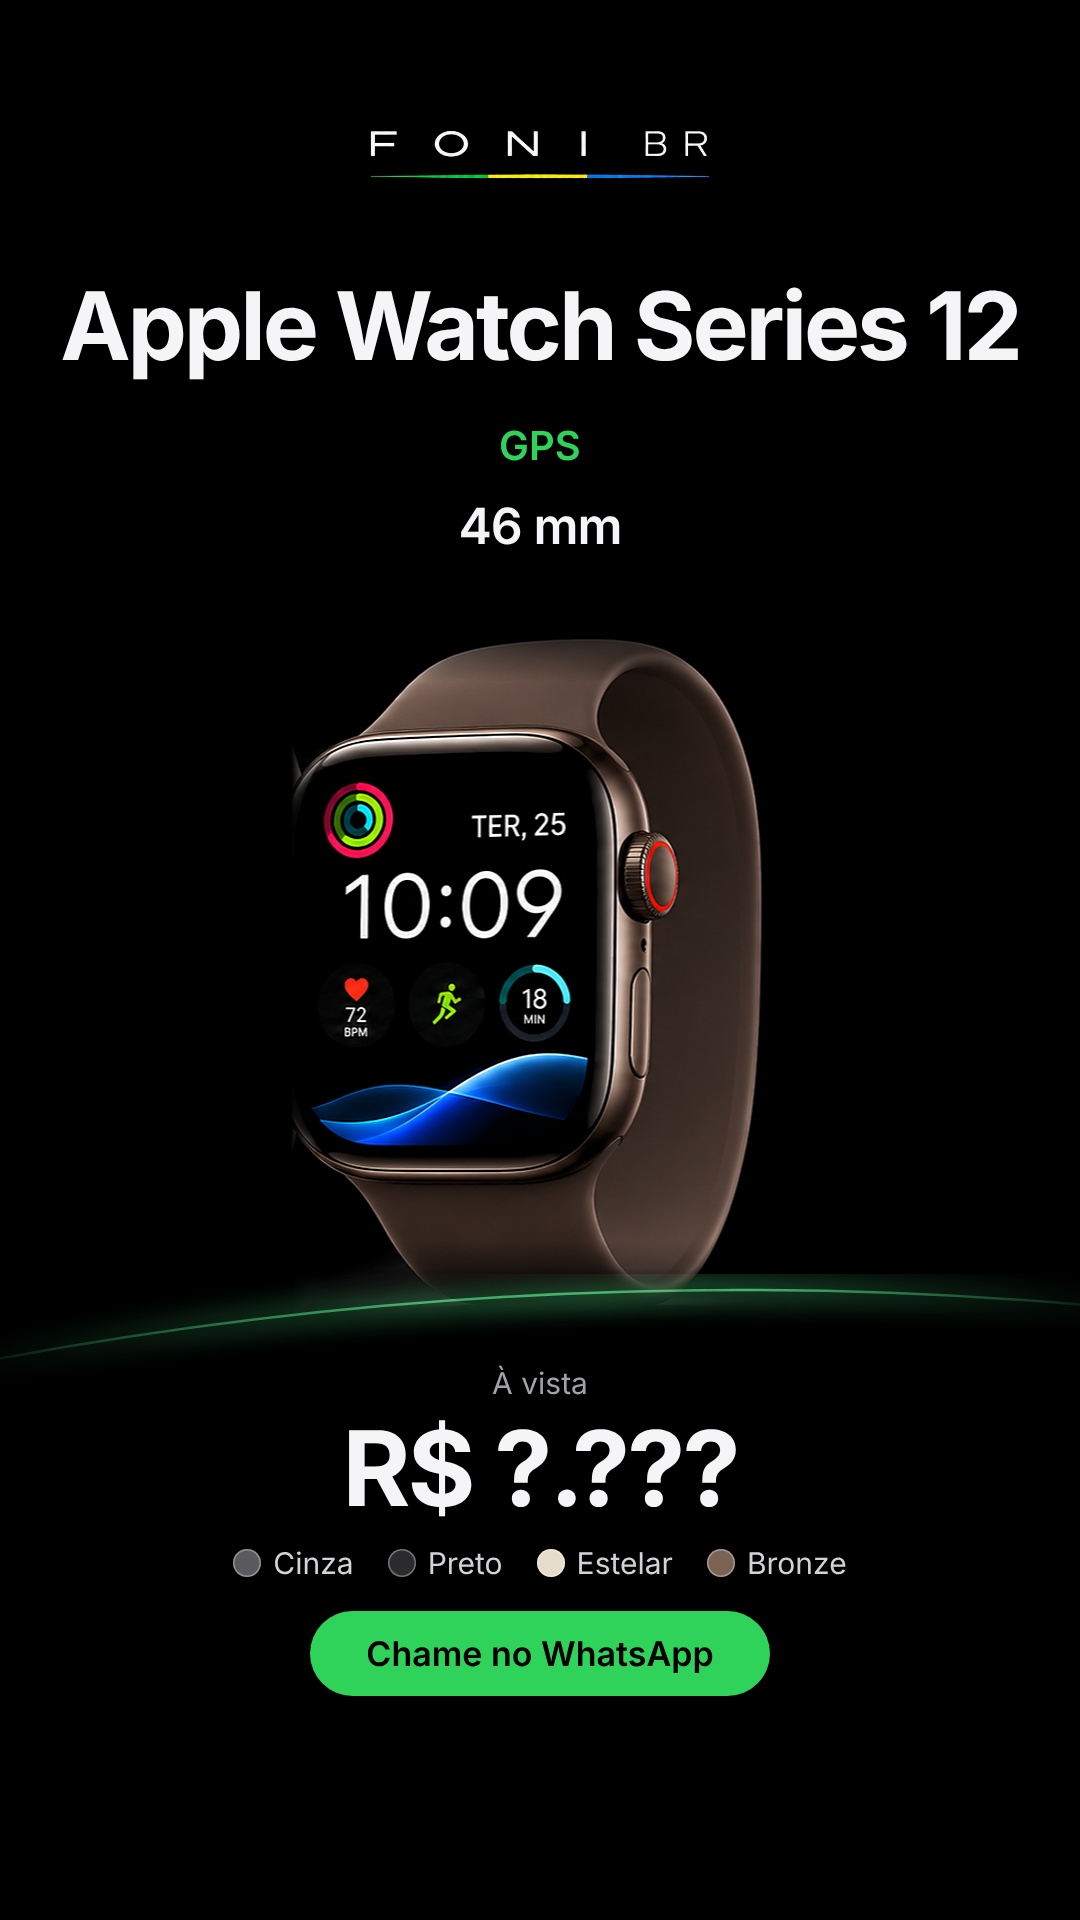 FONI BR
Apple Watch Series 12
GPS
46 mm
TER, 25
10:09
72
BPM
18
MIN
À vista
R$ ?.???
Cinza Preto Estelar Bronze
Chame no WhatsApp